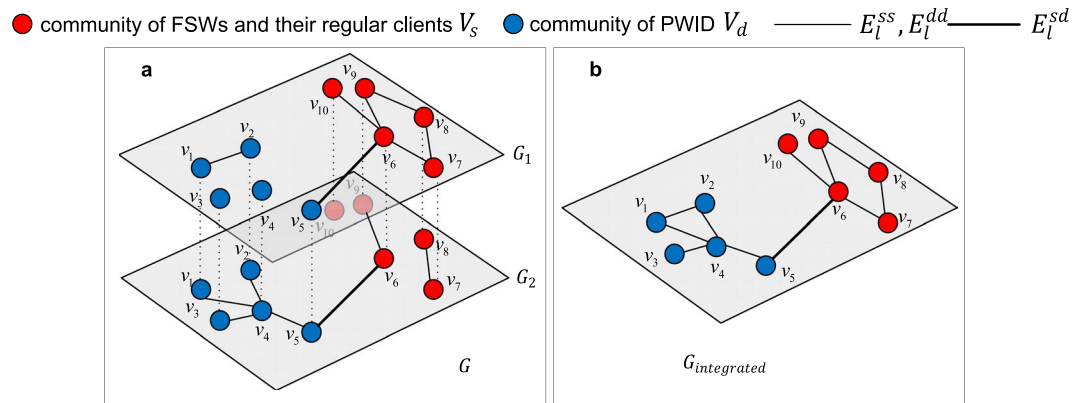 community of FSWs and their regular clients V_s community of PWID V_d E_l^{ss}, E_l^{dd} E_l^{sd}
a
v_9
v_10
v_8
v_2
v_1
v_6
v_7
G_1
v_3
v_4
v_5
v_9
v_10
v_8
v_2
v_1
v_6
v_7
G_2
v_3
v_4
v_5
G
b
v_9
v_10
v_8
v_2
v_6
v_1
v_7
v_3
v_4
v_5
G_{integrated}